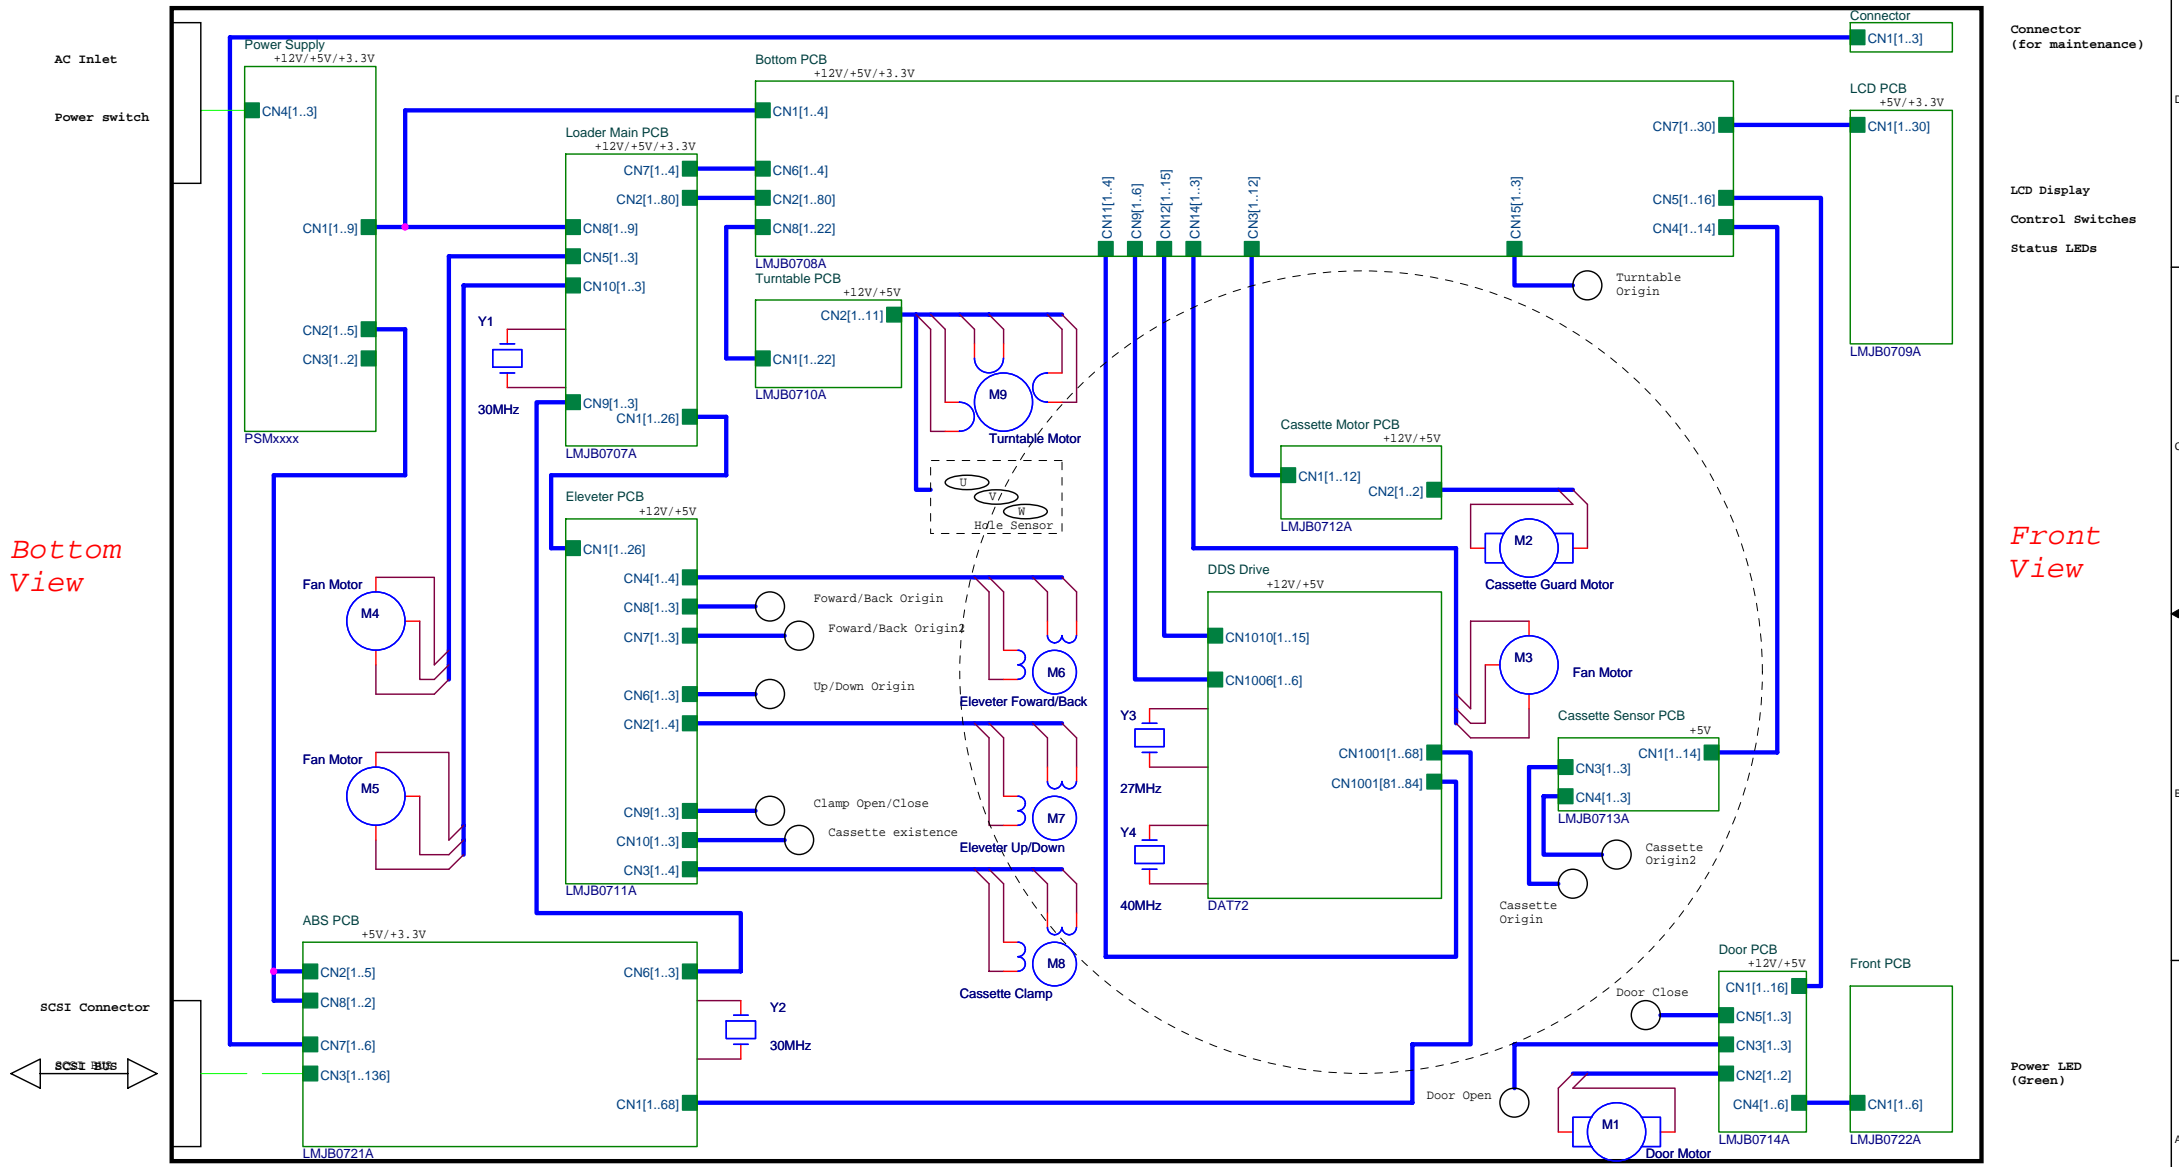 Connector
Power Supply
CN1[1..3]
Connector
(for maintenance)
AC Inlet
+12V/+5V/+3.3V
Bottom PCB
+12V/+5V/+3.3V
LCD PCB
+5V/+3.3V
Power switch
CN4[1..3]
CN1[1..4]
CN7[1..30]
CN1[1..30]
Loader Main PCB
+12V/+5V/+3.3V
CN7[1..4]
CN6[1..4]
CN2[1..80]
CN2[1..80]
CN11[1..4]
CN9[1..6]
CN12[1..15]
CN14[1..3]
CN3[1..12]
CN15[1..3]
CN5[1..16]
LCD Display
CN1[1..9]
CN8[1..9]
CN8[1..22]
CN4[1..14]
Control Switches
CN5[1..3]
LMJB0708A
Status LEDs
CN10[1..3]
Turntable PCB
+12V/+5V
Turntable
Origin
Y1
CN2[1..11]
CN2[1..5]
CN3[1..2]
CN1[1..22]
LMJB0709A
30MHz
CN9[1..3]
CN1[1..26]
LMJB0710A
M9
Turntable Motor
PSMxxxx
LMJB0707A
Cassette Motor PCB
+12V/+5V
CN1[1..12]
CN2[1..2]
LMJB0712A
U
V
W
Hole Sensor
Eleveter PCB
+12V/+5V
CN1[1..26]
Bottom
View
Front
View
M2
Cassette Guard Motor
DDS Drive
+12V/+5V
Fan Motor
M4
CN4[1..4]
CN8[1..3]
Foward/Back Origin
CN7[1..3]
Foward/Back Origin2
CN1010[1..15]
M6
M3
Fan Motor
CN6[1..3]
Up/Down Origin
Eleveter Foward/Back
CN1006[1..6]
CN2[1..4]
Y3
Cassette Sensor PCB
+5V
Fan Motor
M5
CN1001[1..68]
CN1[1..14]
27MHz
CN1001[81..84]
CN3[1..3]
CN4[1..3]
CN9[1..3]
Clamp Open/Close
M7
LMJB0713A
CN10[1..3]
Cassette existence
Eleveter Up/Down
Y4
Cassette
Origin2
CN3[1..4]
LMJB0711A
40MHz
DAT72
Cassette
Origin
ABS PCB
+5V/+3.3V
Door PCB
+12V/+5V
Front PCB
CN2[1..5]
CN6[1..3]
M8
CN1[1..16]
CN8[1..2]
Cassette Clamp
Door Close
SCSI Connector
Y2
CN5[1..3]
CN7[1..6]
30MHz
CN3[1..3]
SCSI BUS
CN3[1..136]
CN2[1..2]
Power LED
(Green)
CN1[1..68]
Door Open
CN4[1..6]
CN1[1..6]
M1
LMJB0714A
LMJB0722A
LMJB0721A
Door Motor
D
C
B
A